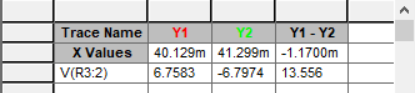 Trace Name Y1 Y2 Y1 - Y2
X Values 40.129m 41.299m -1.1700m
V(R3:2) 6.7583 -6.7974 13.556